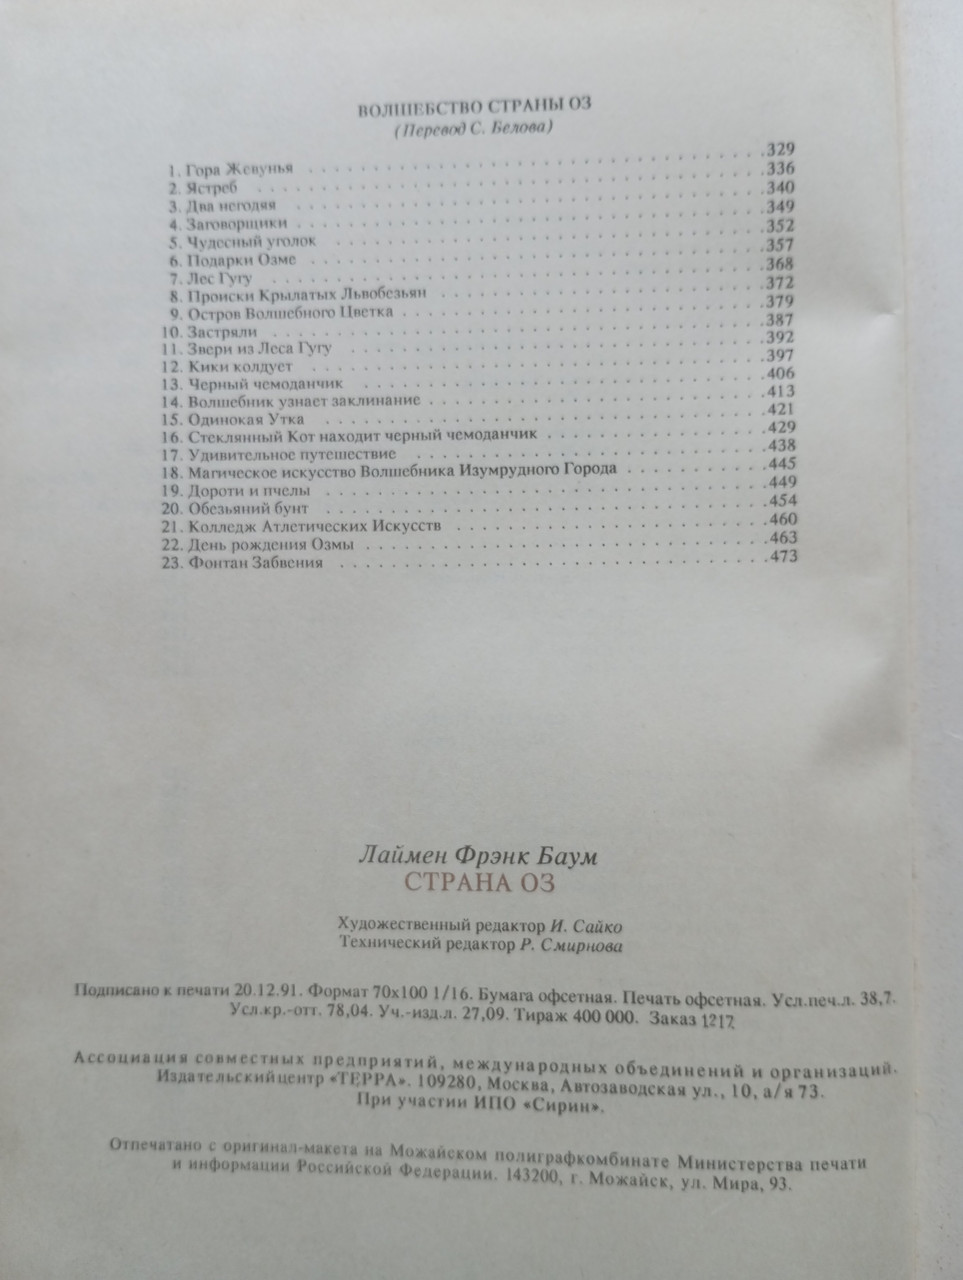 ВОЛШЕБСТВО СТРАНЫ ОЗ
(Перевод С. Белова)
1. Гора Жевунья . . . . . . . . . . . . . . . . . . . . 329
2. Ястреб . . . . . . . . . . . . . . . . . . . . 336
3. Два негодяя . . . . . . . . . . . . . . . . . . . . 340
4. Заговорщики . . . . . . . . . . . . . . . . . . . . 349
5. Чудесный уголок . . . . . . . . . . . . . . . . . . . . 352
6. Подарки Озме . . . . . . . . . . . . . . . . . . . . 357
7. Лес Гугу . . . . . . . . . . . . . . . . . . . . 368
8. Происки Крылатых Львобезьян . . . . . . . . . . . . . . . 372
9. Остров Волшебного Цветка . . . . . . . . . . . . . . . . 379
10. Застряли . . . . . . . . . . . . . . . . . . . . 387
11. Звери из Леса Гугу . . . . . . . . . . . . . . . . . . . . 392
12. Кики колдует . . . . . . . . . . . . . . . . . . . . 397
13. Черный чемоданчик . . . . . . . . . . . . . . . . . . . . 406
14. Волшебник узнает заклинание . . . . . . . . . . . . . . . 413
15. Одинокая Утка . . . . . . . . . . . . . . . . . . . . 421
16. Стеклянный Кот находит черный чемоданчик . . . . . . . . . . 429
17. Удивительное путешествие . . . . . . . . . . . . . . . . 438
18. Магическое искусство Волшебника Изумрудного Города . . . . . . . 445
19. Дороти и пчелы . . . . . . . . . . . . . . . . . . . . 449
20. Обезьяний бунт . . . . . . . . . . . . . . . . . . . . 454
21. Колледж Атлетических Искусств . . . . . . . . . . . . . . 460
22. День рождения Озмы . . . . . . . . . . . . . . . . . . 463
23. Фонтан Забвения . . . . . . . . . . . . . . . . . . . . 473
Лаймен Фрэнк Баум
СТРАНА ОЗ
Художественный редактор И. Сайко
Технический редактор Р. Смирнова
Подписано к печати 20.12.91. Формат 70x100 1/16. Бумага офсетная. Печать офсетная. Усл.печ.л. 38,7.
Усл.кр.-отт. 78,04. Уч.-изд.л. 27,09. Тираж 400 000. Заказ 1217
Ассоциация совместных предприятий, международных объединений и организаций.
Издательский центр «ТЕРРА». 109280, Москва, Автозаводская ул., 10, а/я 73.
При участии ИПО «Сирин».
Отпечатано с оригинал-макета на Можайском полиграфкомбинате Министерства печати
и информации Российской Федерации. 143200, г. Можайск, ул. Мира, 93.